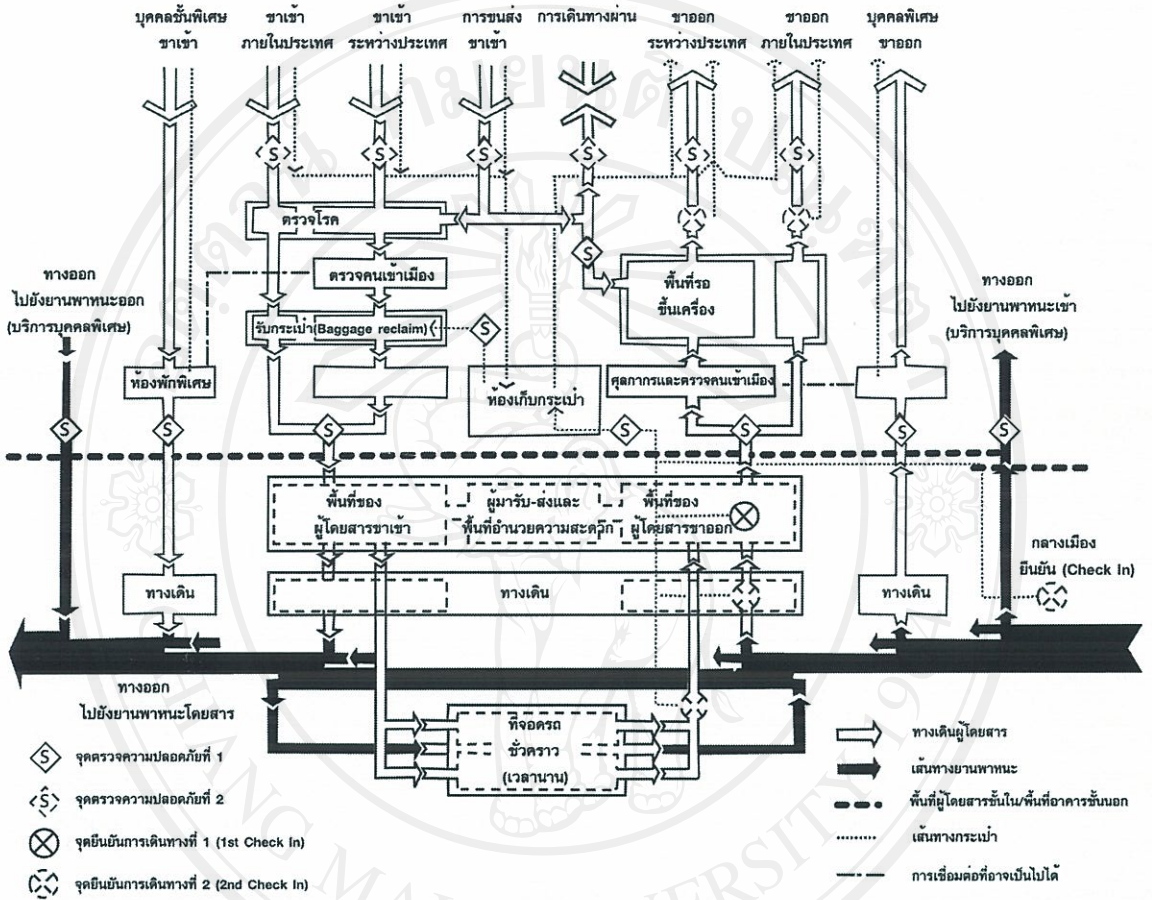 บุคคลชั้นพิเศษ
ขาเข้า
ขาเข้า
ภายในประเทศ
ขาเข้า
ระหว่างประเทศ
การขนส่ง
ขาเข้า
การเดินทางผ่าน
ขาออก
ระหว่างประเทศ
ขาออก
ภายในประเทศ
บุคคลพิเศษ
ขาออก
S
S
S
S
S
S
ตรวจโรค
S
ทางออก
ไปยังยานพาหนะออก
(บริการบุคคลพิเศษ)
ตรวจคนเข้าเมือง
พื้นที่รอ
ขึ้นเครื่อง
ทางออก
ไปยังยานพาหนะเข้า
(บริการบุคคลพิเศษ)
รับกระเป๋า(Baggage reclaim)
S
ห้องพักพิเศษ
ห้องเก็บกระเป๋า
ศุลกากรและตรวจคนเข้าเมือง
S
S
S
S
S
S
S
พื้นที่ของ
ผู้โดยสารขาเข้า
ผู้มารับ-ส่งและ
พื้นที่อำนวยความสะดวก
พื้นที่ของ
ผู้โดยสารขาออก
กลางเมือง
ยืนยัน (Check In)
ทางเดิน
ทางเดิน
ทางเดิน
ทางออก
ไปยังยานพาหนะโดยสาร
ที่จอดรถ
ชั่วคราว
(เวลานาน)
S จุดตรวจความปลอดภัยที่ 1
S จุดตรวจความปลอดภัยที่ 2
จุดยืนยันการเดินทางที่ 1 (1st Check In)
จุดยืนยันการเดินทางที่ 2 (2nd Check In)
ทางเดินผู้โดยสาร
เส้นทางยานพาหนะ
พื้นที่ผู้โดยสารชั้นใน/พื้นที่อาคารชั้นนอก
เส้นทางกระเป๋า
การเชื่อมต่อที่อาจเป็นไปได้